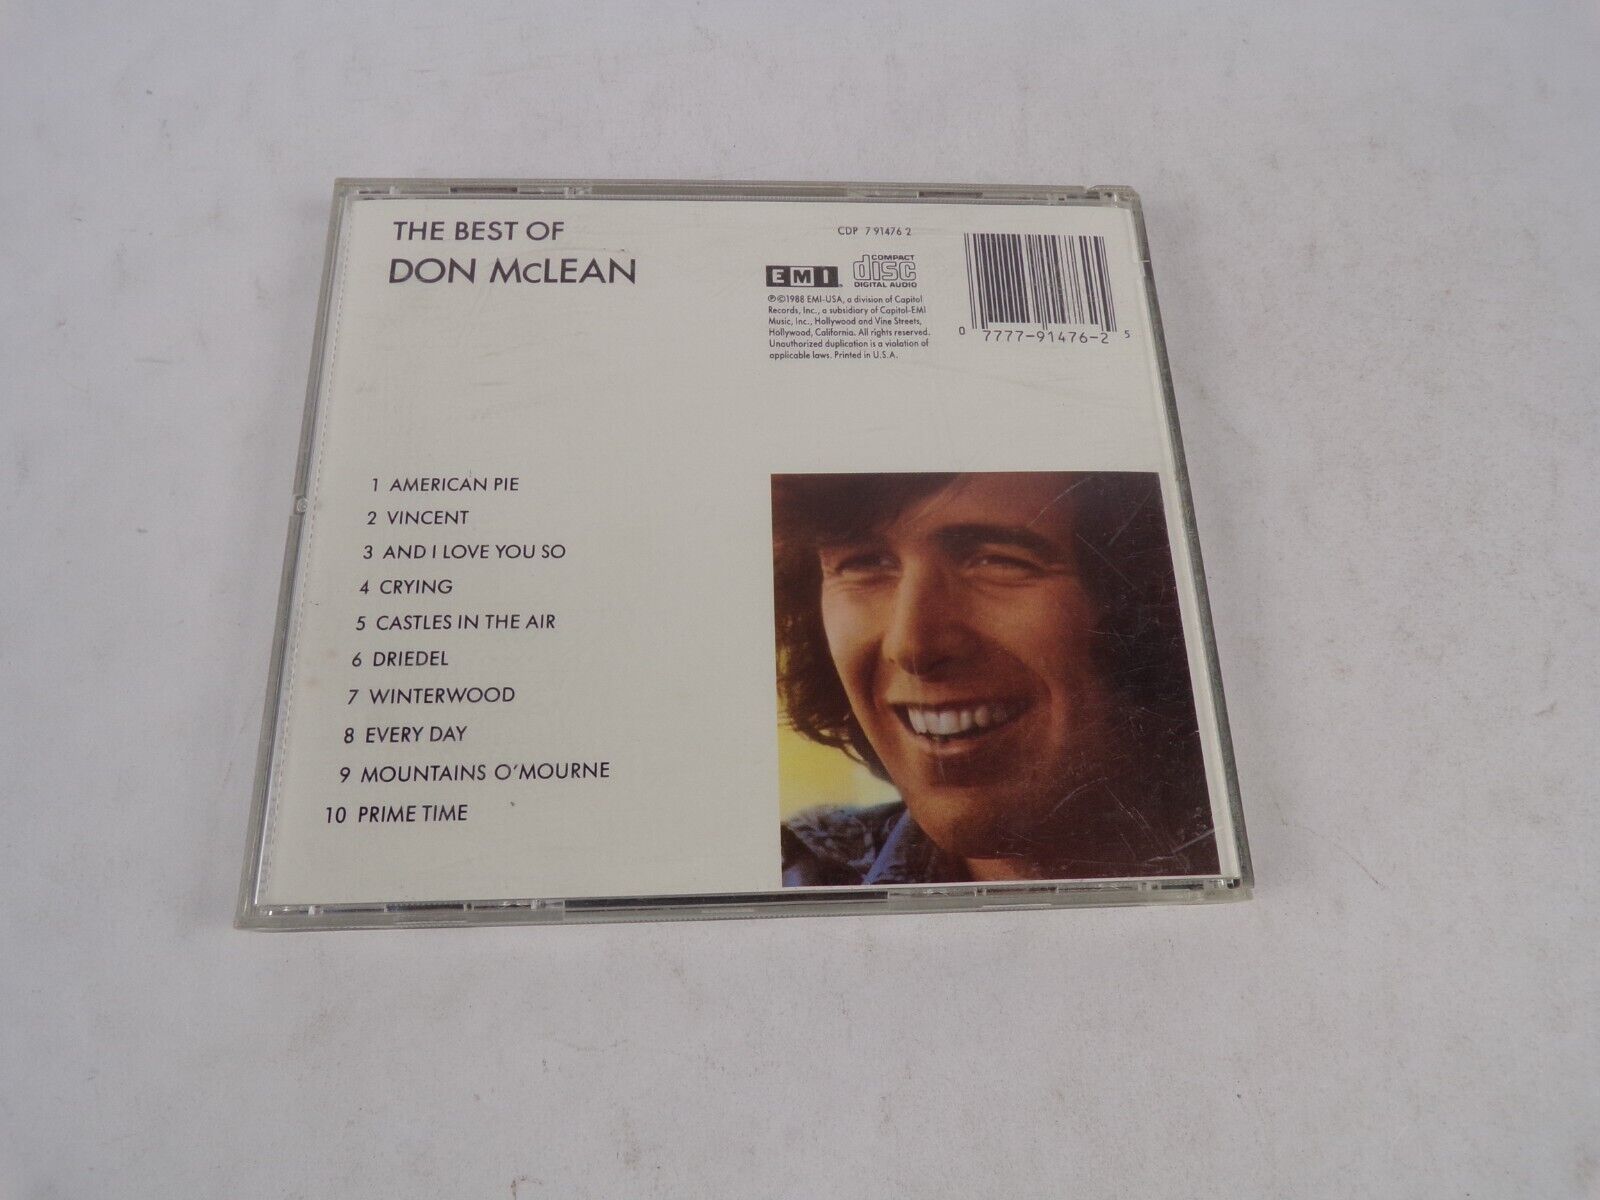 THE BEST OF
DON McLEAN
CDP 7 91476 2
EMI
COMPACT
disc
DIGITAL AUDIO
℗©1988 EMI-USA, a division of Capitol
Records, Inc., a subsidiary of Capitol-EMI
Music, Inc., Hollywood and Vine Streets,
Hollywood, California. All rights reserved.
Unauthorized duplication is a violation of
applicable laws. Printed in U.S.A.
0 7777-91476-2 5
1 AMERICAN PIE
2 VINCENT
3 AND I LOVE YOU SO
4 CRYING
5 CASTLES IN THE AIR
6 DRIEDEL
7 WINTERWOOD
8 EVERY DAY
9 MOUNTAINS O'MOURNE
10 PRIME TIME